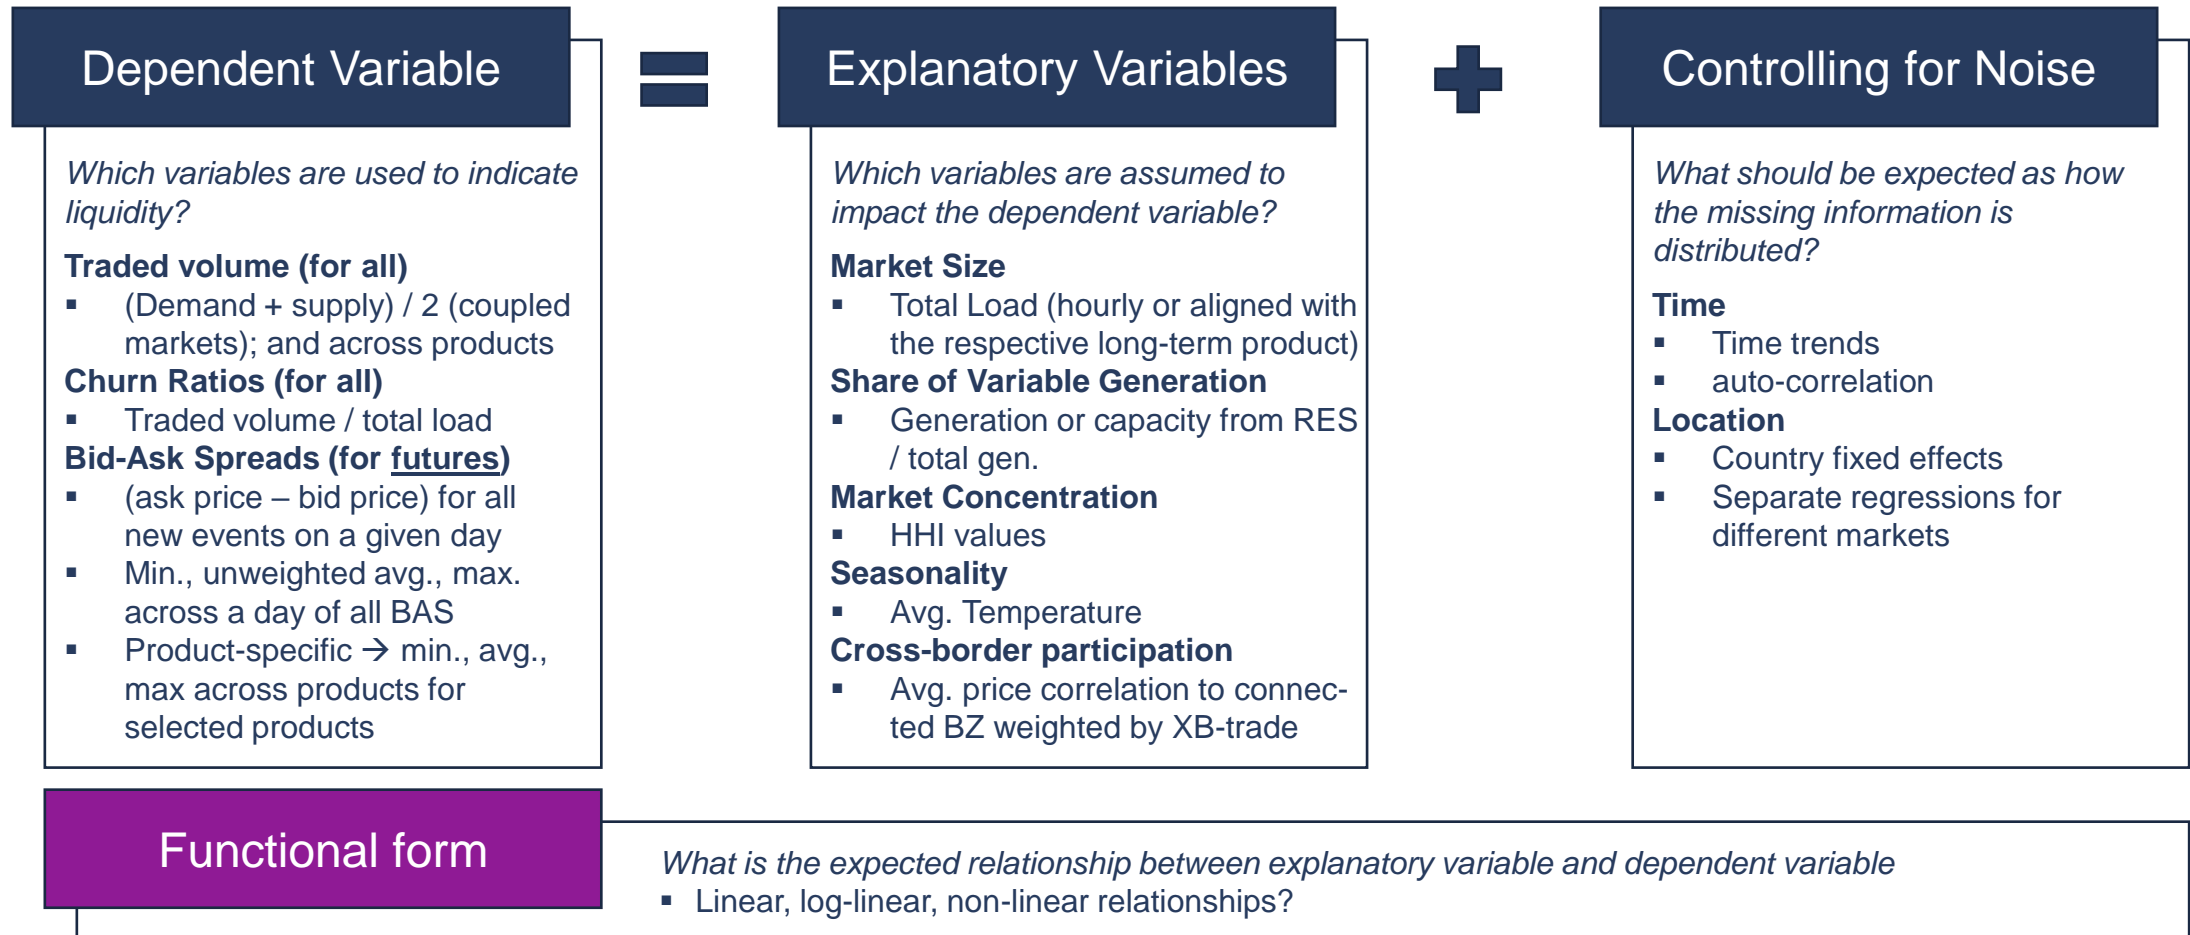 Dependent Variable
Which variables are used to indicate
liquidity?
Traded volume (for all)
▪ (Demand + supply) / 2 (coupled
markets); and across products
Churn Ratios (for all)
▪ Traded volume / total load
Bid-Ask Spreads (for futures)
▪ (ask price – bid price) for all
new events on a given day
▪ Min., unweighted avg., max.
across a day of all BAS
▪ Product-specific → min., avg.,
max across products for
selected products
=
Explanatory Variables
Which variables are assumed to
impact the dependent variable?
Market Size
▪ Total Load (hourly or aligned with
the respective long-term product)
Share of Variable Generation
▪ Generation or capacity from RES
/ total gen.
Market Concentration
▪ HHI values
Seasonality
▪ Avg. Temperature
Cross-border participation
▪ Avg. price correlation to connec-
ted BZ weighted by XB-trade
+
Controlling for Noise
What should be expected as how
the missing information is
distributed?
Time
▪ Time trends
▪ auto-correlation
Location
▪ Country fixed effects
▪ Separate regressions for
different markets
Functional form
What is the expected relationship between explanatory variable and dependent variable
▪ Linear, log-linear, non-linear relationships?